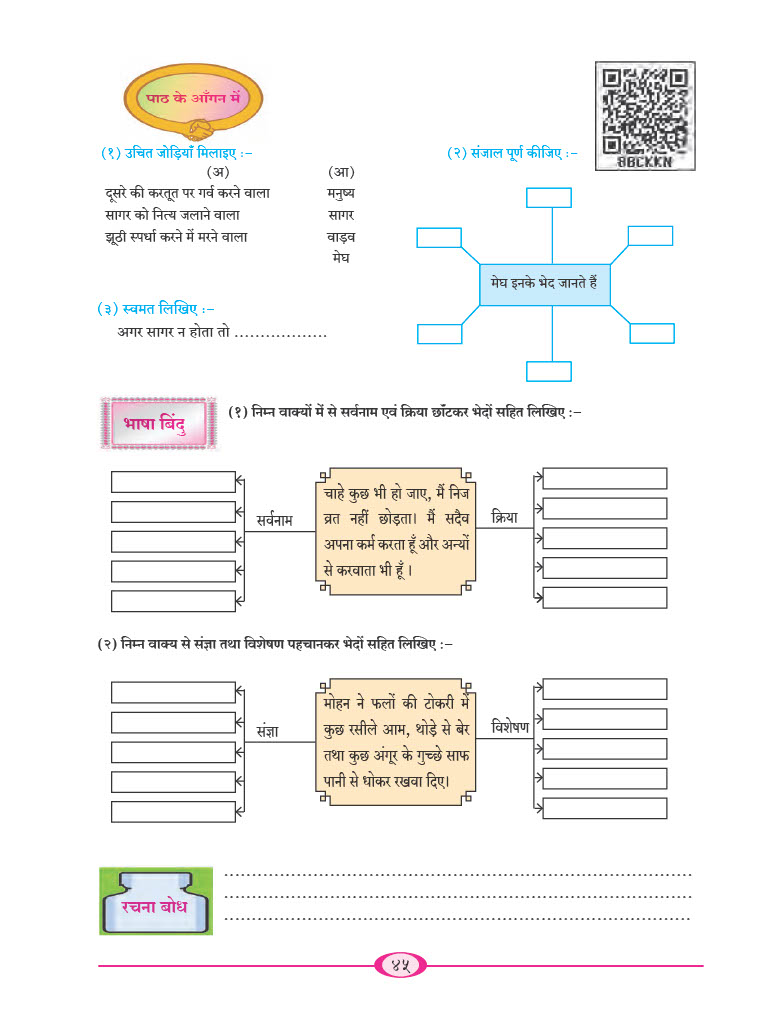 पाठ के आँगन में
8BCKKN
(१) उचित जोड़ियाँ मिलाइए :–
(अ) (आ)
दूसरे की करतूत पर गर्व करने वाला मनुष्य
सागर को नित्य जलाने वाला सागर
झूठी स्पर्धा करने में मरने वाला वाड़व
मेघ
(२) संजाल पूर्ण कीजिए :–
मेघ इनके भेद जानते हैं
(३) स्वमत लिखिए :–
अगर सागर न होता तो ..................
भाषा बिंदु
(१) निम्न वाक्यों में से सर्वनाम एवं क्रिया छाँटकर भेदों सहित लिखिए :–
सर्वनाम
चाहे कुछ भी हो जाए, मैं निज
व्रत नहीं छोड़ता। मैं सदैव
अपना कर्म करता हूँ और अन्यों
से करवाता भी हूँ ।
क्रिया
(२) निम्न वाक्य से संज्ञा तथा विशेषण पहचानकर भेदों सहित लिखिए :–
संज्ञा
मोहन ने फलों की टोकरी में
कुछ रसीले आम, थोड़े से बेर
तथा कुछ अंगूर के गुच्छे साफ
पानी से धोकर रखवा दिए।
विशेषण
रचना बोध
४५